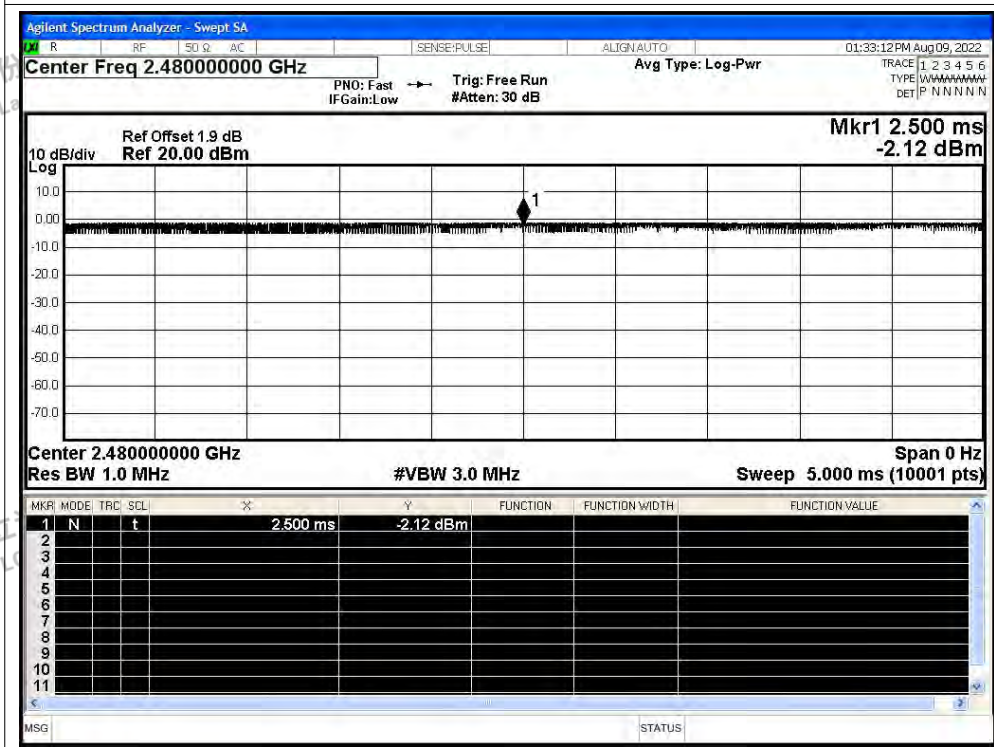 Agilent Spectrum Analyzer - Swept SA
R RF 50 Ω AC SENSE:PULSE ALIGN AUTO 01:33:12 PM Aug 09, 2022
Center Freq 2.480000000 GHz
PNO: Fast
IFGain:Low
Trig: Free Run
#Atten: 30 dB
Avg Type: Log-Pwr
TRACE 1 2 3 4 5 6
TYPE
DET P N N N N N
Mkr1 2.500 ms
-2.12 dBm
Ref Offset 1.9 dB
10 dB/div Ref 20.00 dBm
Log
10.0
0.00
-10.0
-20.0
-30.0
-40.0
-50.0
-60.0
-70.0
1
Center 2.480000000 GHz Span 0 Hz
Res BW 1.0 MHz #VBW 3.0 MHz Sweep 5.000 ms (10001 pts)
MKR MODE TRC SCL X Y FUNCTION FUNCTION WIDTH FUNCTION VALUE
1 N t 2.500 ms -2.12 dBm
2
3
4
5
6
7
8
9
10
11
MSG STATUS